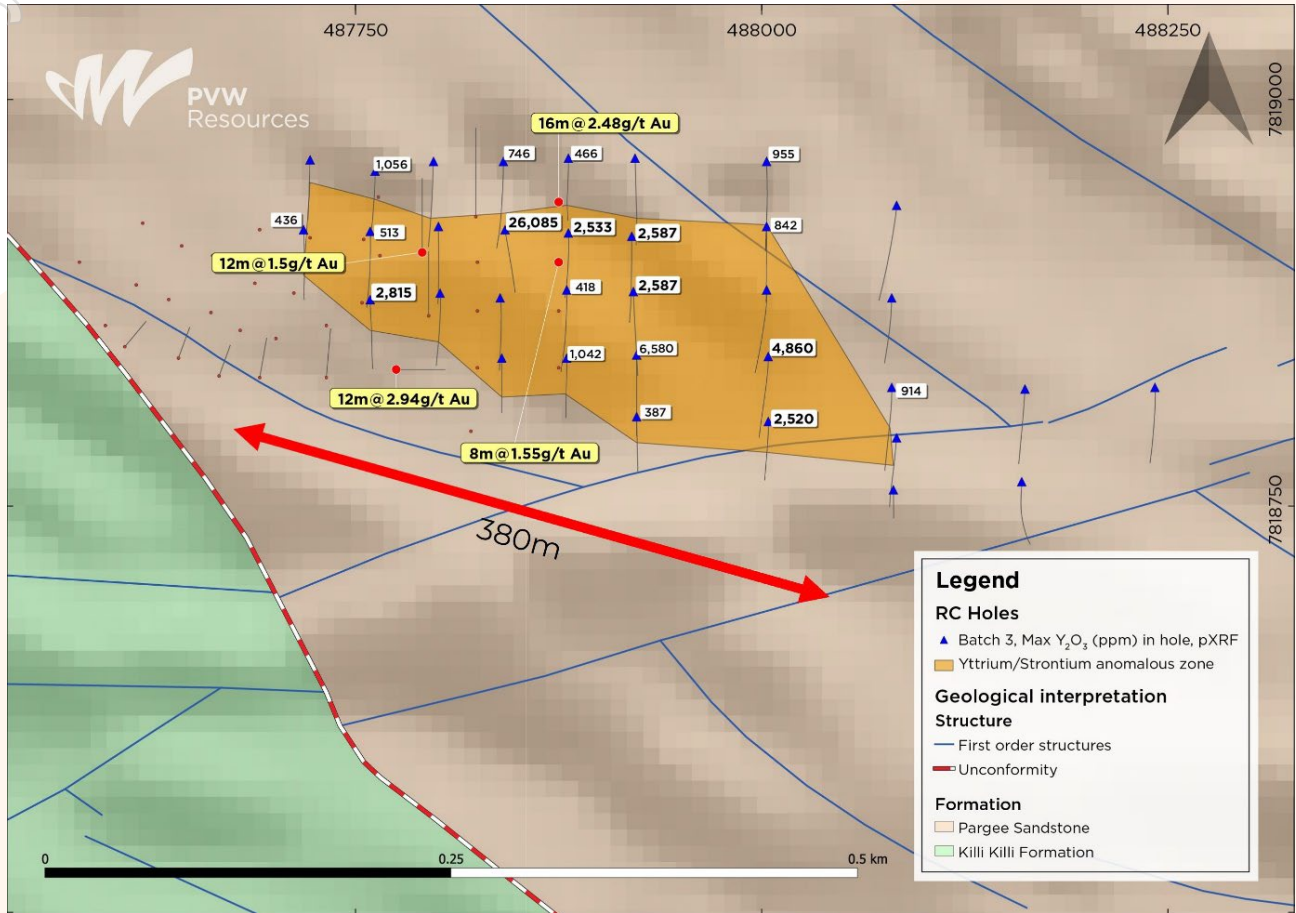 487750
488000
488250
PVW
Resources
7819000
16m@2.48g/t Au
1,056
746
466
955
436
513
26,085
2,533
2,587
842
12m@1.5g/t Au
2,815
418
2,587
1,042
6,580
4,860
12m@2.94g/t Au
914
387
2,520
8m@1.55g/t Au
7818750
380m
Legend
RC Holes
Batch 3, Max Y₂O₃ (ppm) in hole, pXRF
Yttrium/Strontium anomalous zone
Geological interpretation
Structure
First order structures
Unconformity
Formation
Pargee Sandstone
Killi Killi Formation
0
0.25
0.5 km